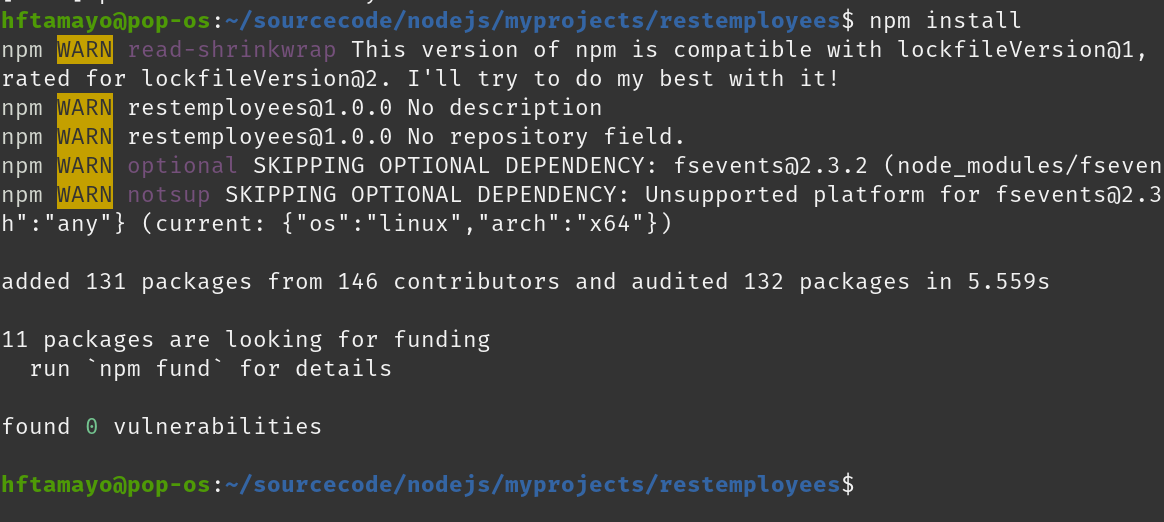 hftamayo@pop-os:~/sourcecode/nodejs/myprojects/restemployees$ npm install
npm WARN read-shrinkwrap This version of npm is compatible with lockfileVersion@1,
rated for lockfileVersion@2. I'll try to do my best with it!
npm WARN restemployees@1.0.0 No description
npm WARN restemployees@1.0.0 No repository field.
npm WARN optional SKIPPING OPTIONAL DEPENDENCY: fsevents@2.3.2 (node_modules/fseven
npm WARN notsup SKIPPING OPTIONAL DEPENDENCY: Unsupported platform for fsevents@2.3
h":"any"} (current: {"os":"linux","arch":"x64"})
added 131 packages from 146 contributors and audited 132 packages in 5.559s
11 packages are looking for funding
run `npm fund` for details
found 0 vulnerabilities
hftamayo@pop-os:~/sourcecode/nodejs/myprojects/restemployees$